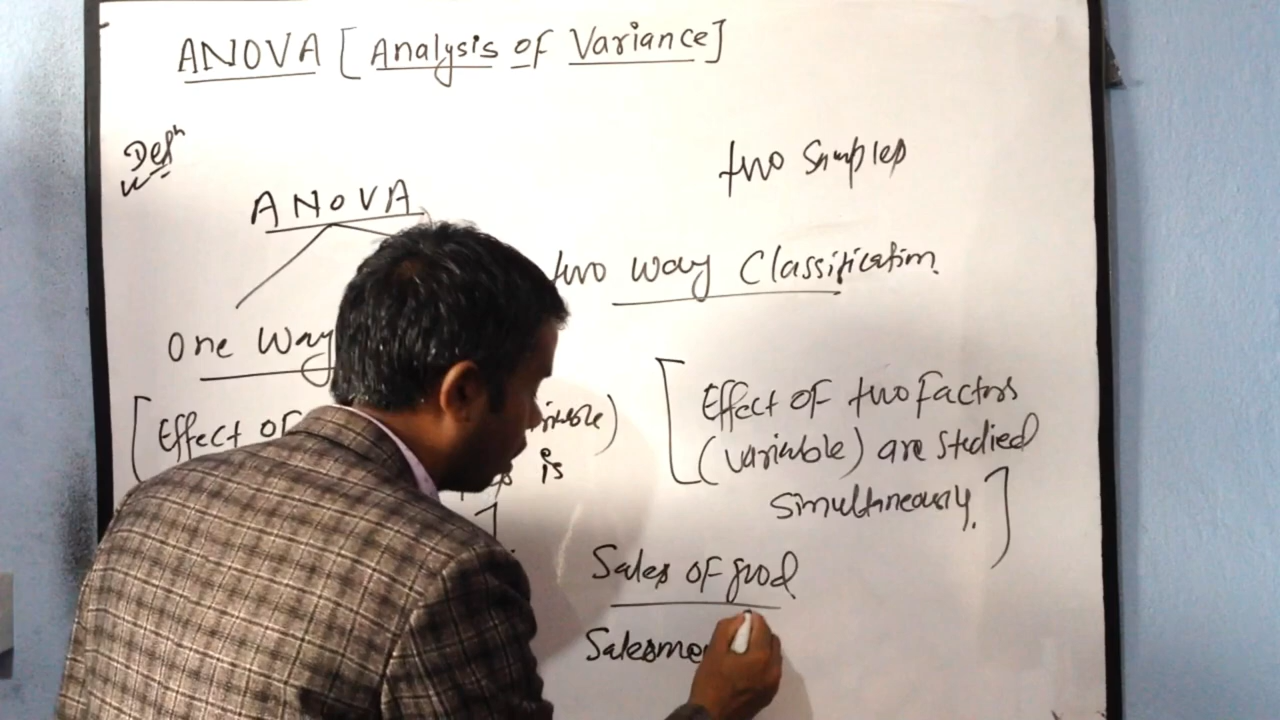 ANOVA [Analysis of Variance]
Defn
two Samples
ANOVA
two way Classification.
One Way
[Effect of
is
[Effect of two Factors
(variable) are studied
simultaneously.]
Sales of good
Salesme